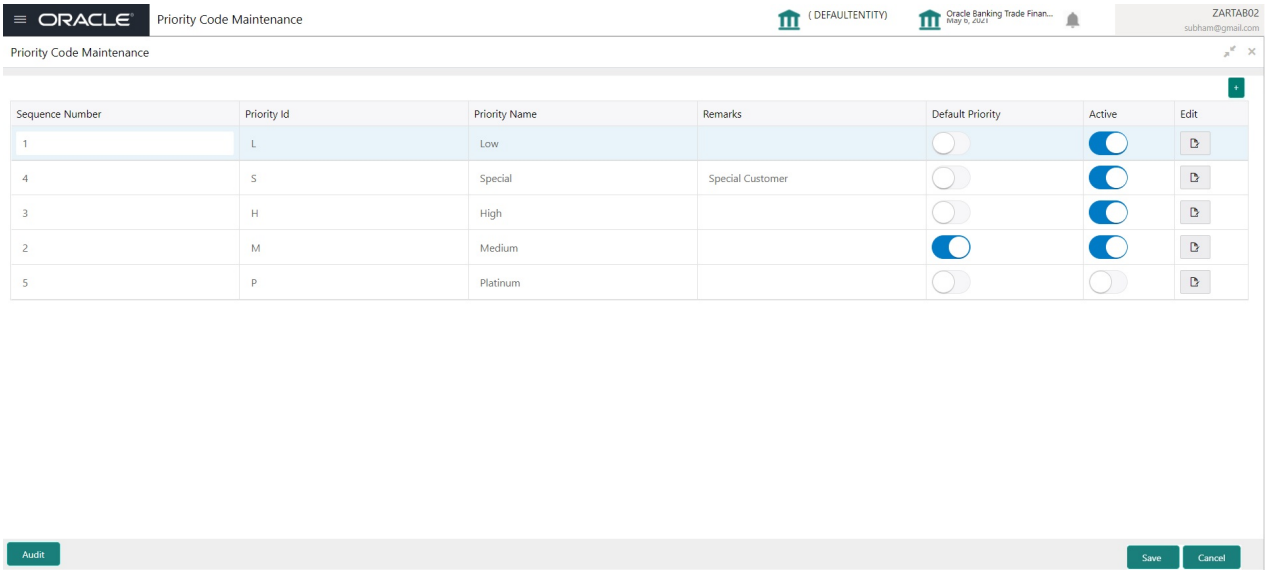 ORACLE Priority Code Maintenance ( DEFAULTENTITY) Oracle Banking Trade Finan... ZARTAB02
May 6, 2021 subham@gmail.com
Priority Code Maintenance
+
Sequence Number Priority Id Priority Name Remarks Default Priority Active Edit
1 L Low
4 S Special Special Customer
3 H High
2 M Medium
5 P Platinum
Audit Save Cancel